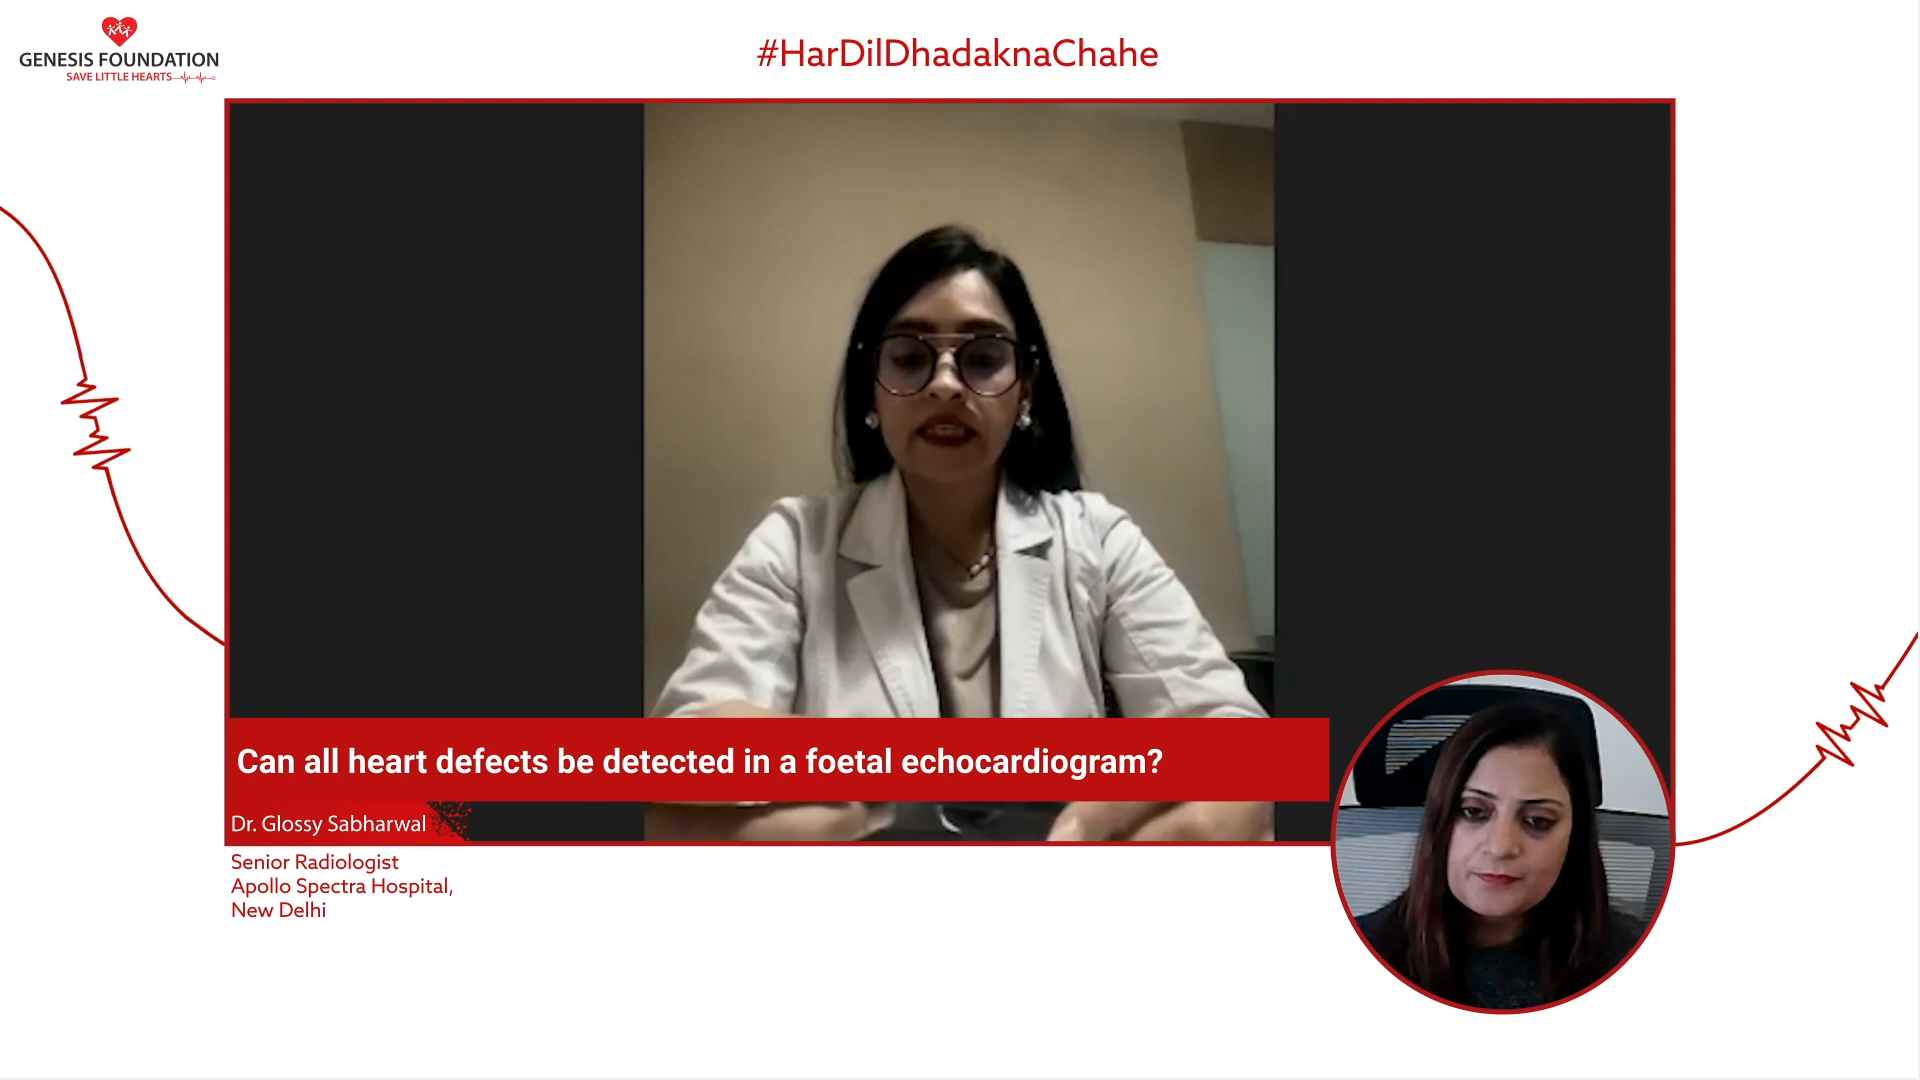 GENESIS FOUNDATION
SAVE LITTLE HEARTS
#HarDilDhadaknaChahe
Can all heart defects be detected in a foetal echocardiogram?
Dr. Glossy Sabharwal
Senior Radiologist
Apollo Spectra Hospital,
New Delhi